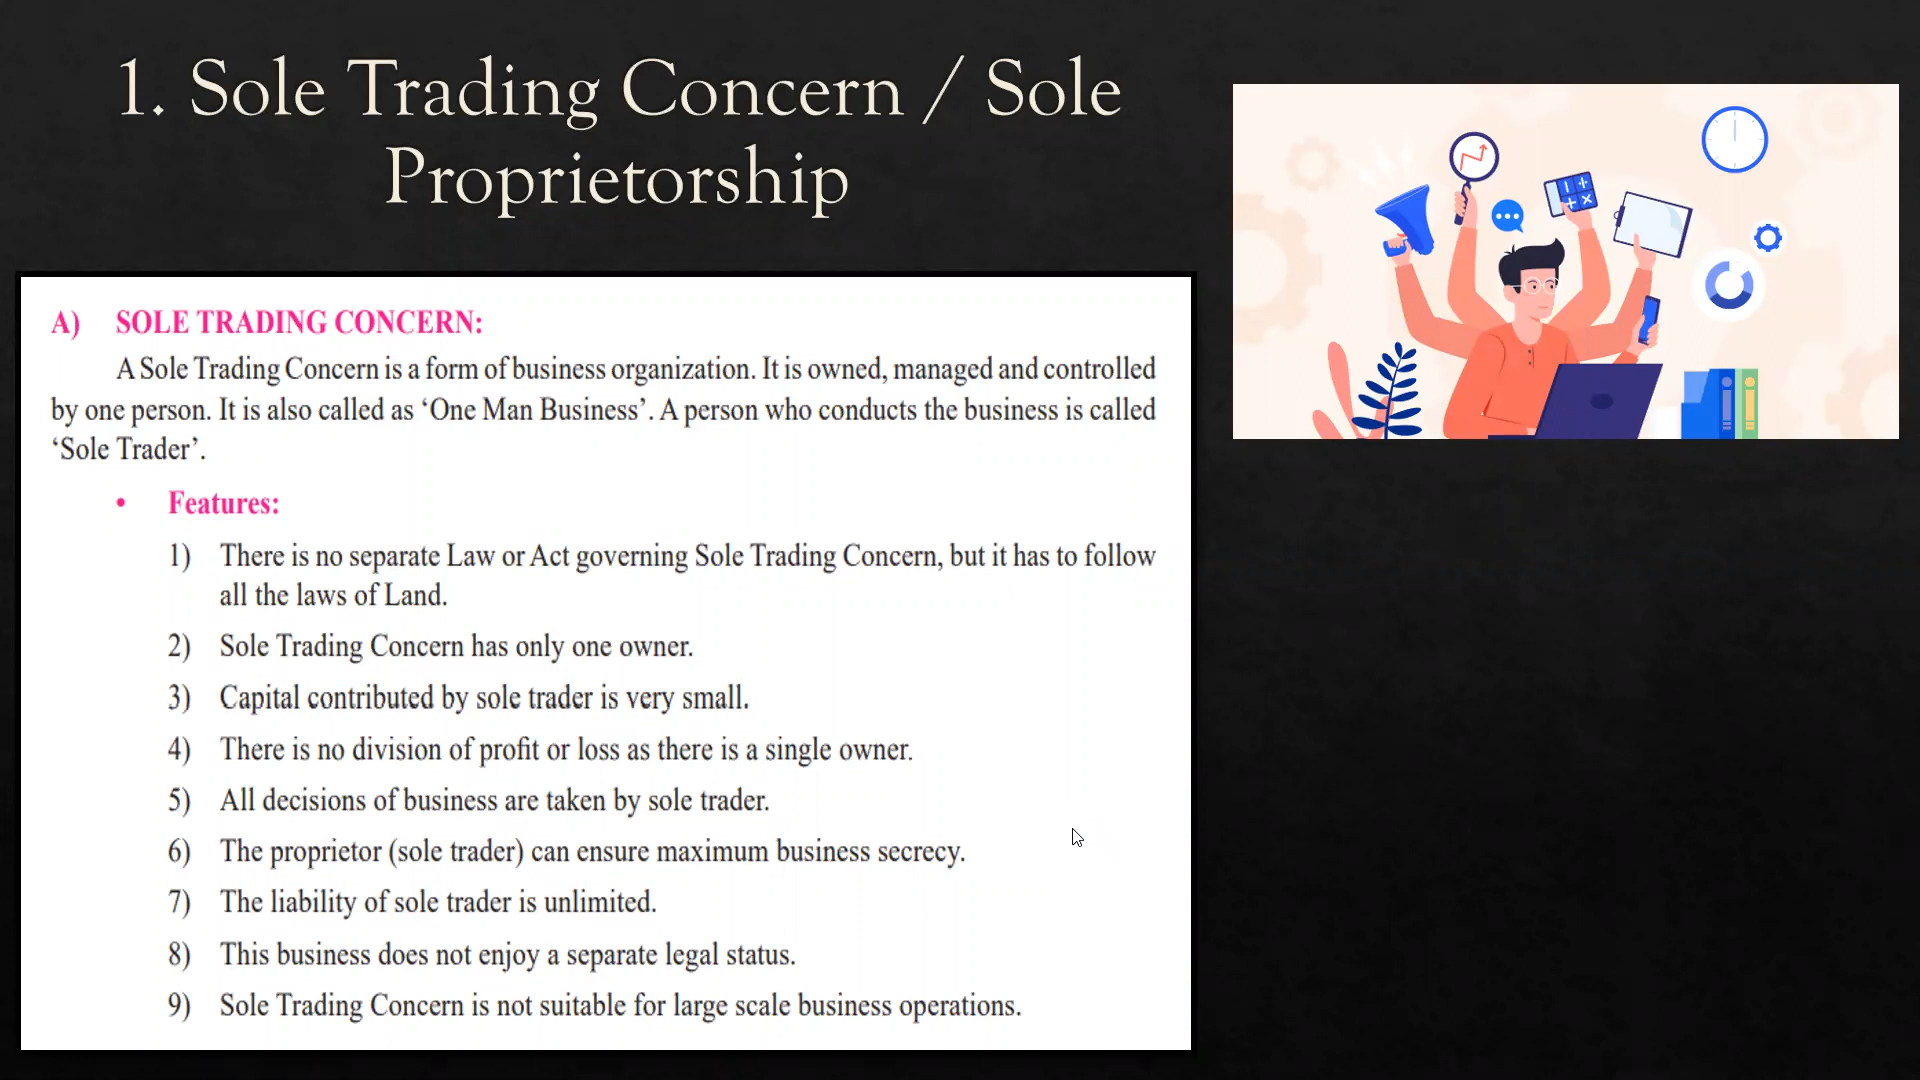 1. Sole Trading Concern / Sole
Proprietorship
A) SOLE TRADING CONCERN:
A Sole Trading Concern is a form of business organization. It is owned, managed and controlled
by one person. It is also called as ‘One Man Business’. A person who conducts the business is called
‘Sole Trader’.
• Features:
1) There is no separate Law or Act governing Sole Trading Concern, but it has to follow
all the laws of Land.
2) Sole Trading Concern has only one owner.
3) Capital contributed by sole trader is very small.
4) There is no division of profit or loss as there is a single owner.
5) All decisions of business are taken by sole trader.
6) The proprietor (sole trader) can ensure maximum business secrecy.
7) The liability of sole trader is unlimited.
8) This business does not enjoy a separate legal status.
9) Sole Trading Concern is not suitable for large scale business operations.